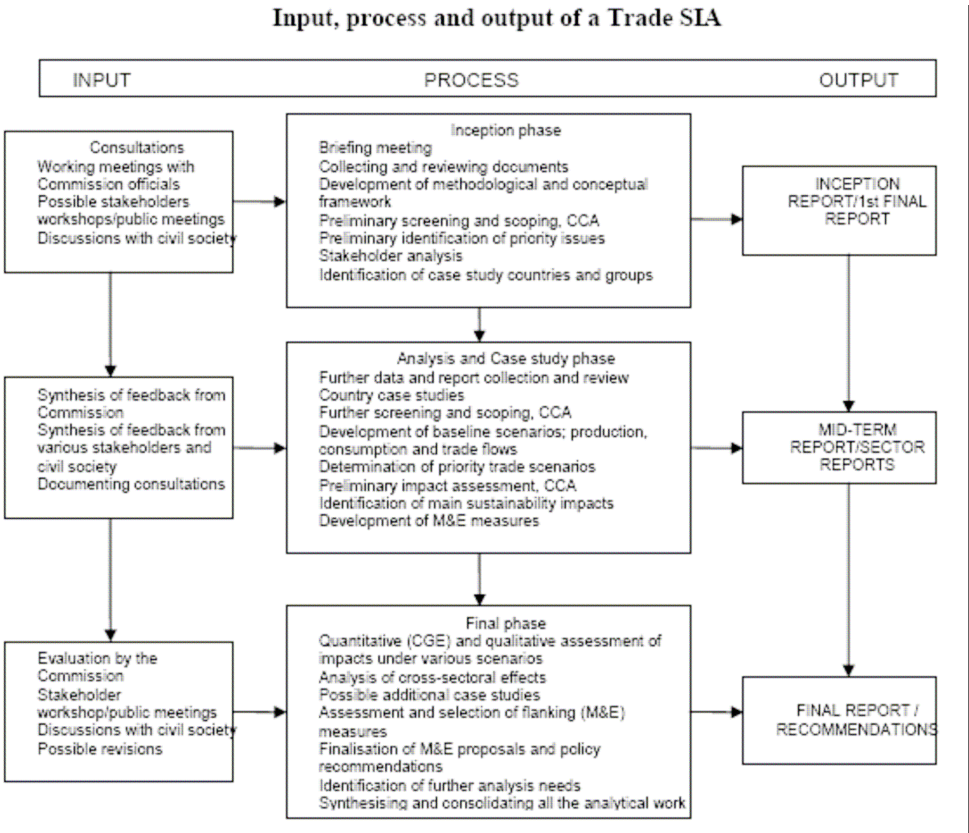 Input, process and output of a Trade SIA
INPUT
PROCESS
OUTPUT
Consultations
Working meetings with
Commission officials
Possible stakeholders
workshops/public meetings
Discussions with civil society
Inception phase
Briefing meeting
Collecting and reviewing documents
Development of methodological and conceptual
framework
Preliminary screening and scoping, CCA
Preliminary identification of priority issues
Stakeholder analysis
Identification of case study countries and groups
INCEPTION
REPORT/1st FINAL
REPORT
Synthesis of feedback from
Commission
Synthesis of feedback from
various stakeholders and
civil society
Documenting consultations
Analysis and Case study phase
Further data and report collection and review
Country case studies
Further screening and scoping, CCA
Development of baseline scenarios; production,
consumption and trade flows
Determination of priority trade scenarios
Preliminary impact assessment, CCA
Identification of main sustainability impacts
Development of M&E measures
MID-TERM
REPORT/SECTOR
REPORTS
Evaluation by the
Commission
Stakeholder
workshop/public meetings
Discussions with civil society
Possible revisions
Final phase
Quantitative (CGE) and qualitative assessment of
impacts under various scenarios
Analysis of cross-sectoral effects
Possible additional case studies
Assessment and selection of flanking (M&E)
measures
Finalisation of M&E proposals and policy
recommendations
Identification of further analysis needs
Synthesising and consolidating all the analytical work
FINAL REPORT /
RECOMMENDATIONS